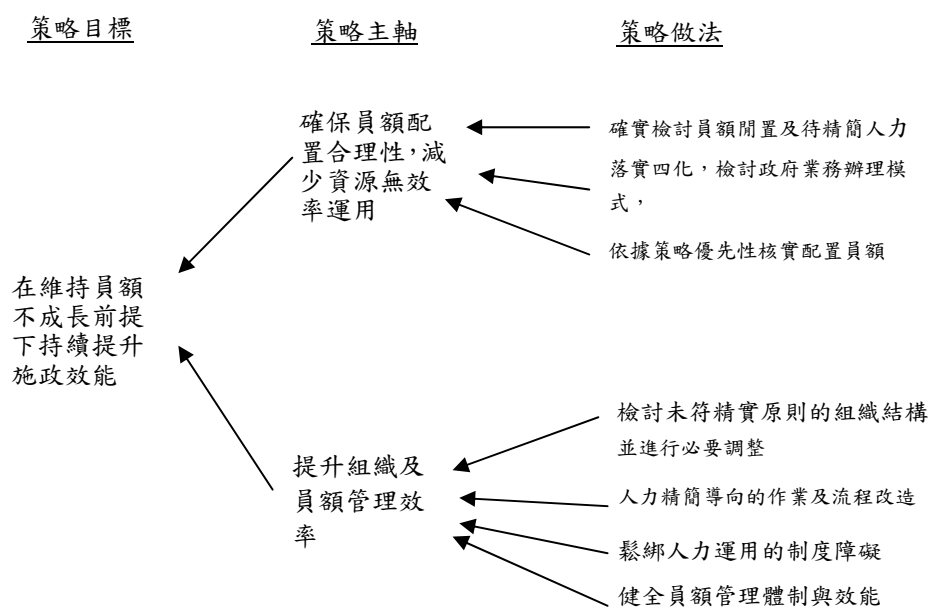 策略目標
策略主軸
策略做法
確保員額配
置合理性，減
少資源無效
率運用
確實檢討員額閒置及待精簡人力
落實四化，檢討政府業務辦理模
式，
依據策略優先性核實配置員額
在維持員額
不成長前提
下持續提升
施政效能
提升組織及
員額管理效
率
檢討未符精實原則的組織結構
並進行必要調整
人力精簡導向的作業及流程改造
鬆綁人力運用的制度障礙
健全員額管理體制與效能